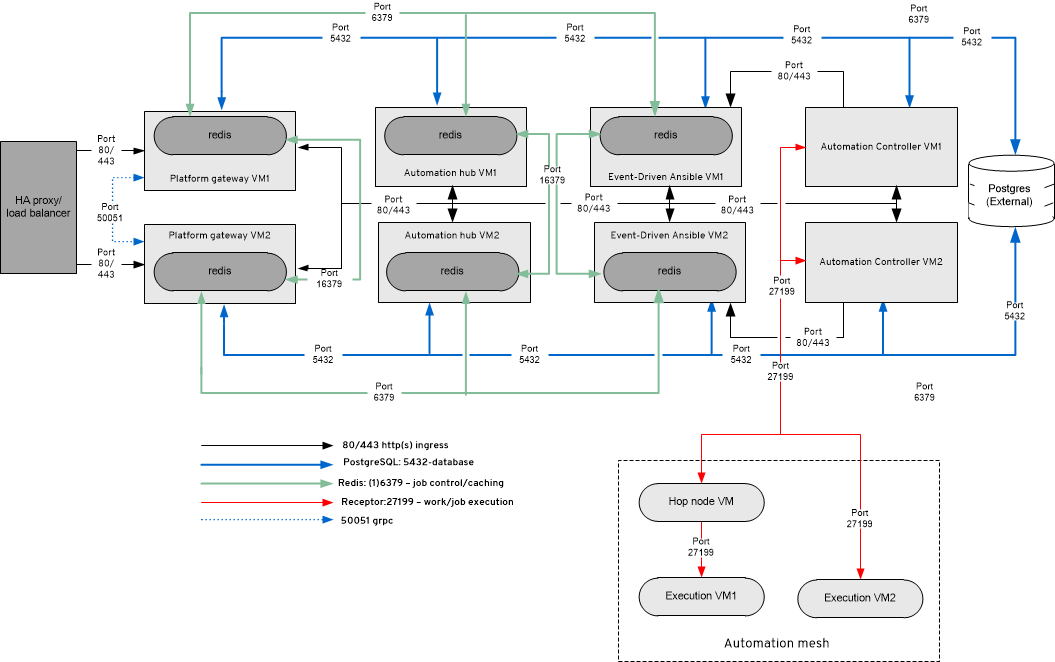 Port
6379
Port
6379
Port
5432
Port
5432
Port
5432
Port
5432
Port
80/443
redis
redis
redis
Port
80/
443
Platform gateway VM1
Automation hub VM1
Event-Driven Ansible VM1
Automation Controller VM1
Port
16379
HA proxy/
load balancer
Port
50051
Port
80/443
Port
80/443
Port
80/443
Postgres
(External)
Platform gateway VM2
Automation hub VM2
Event-Driven Ansible VM2
Automation Controller VM2
Port
80/
443
redis
redis
redis
Port
16379
Port
27199
Port
5432
Port
80/443
Port
5432
Port
5432
Port
5432
Port
27199
Port
6379
Port
6379
80/443 http(s) ingress
PostgreSQL: 5432-database
Redis: (1)6379 – job control/caching
Receptor:27199 – work/job execution
50051 grpc
Hop node VM
Port
27199
Port
27199
Execution VM1
Execution VM2
Automation mesh